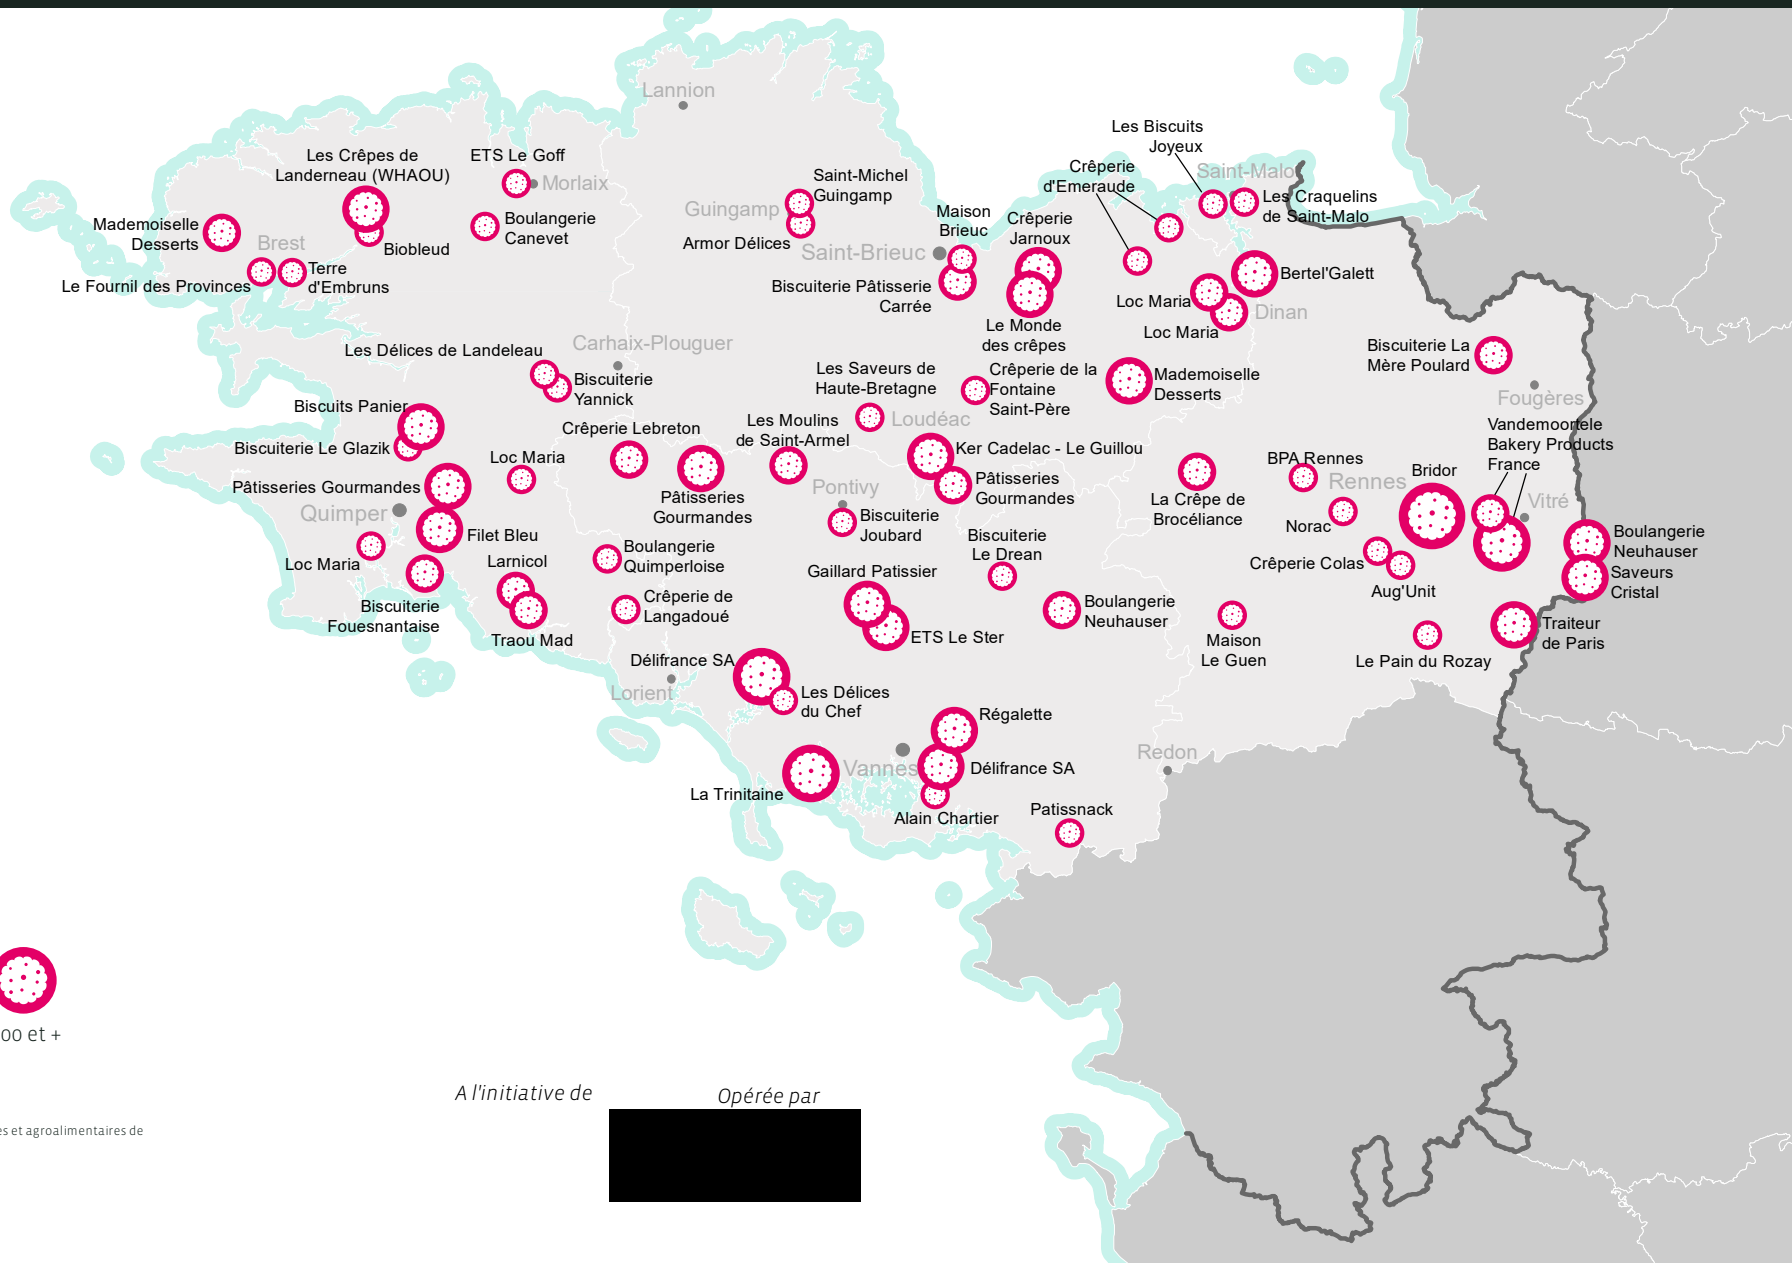 Lannion
Les Biscuits
Joyeux
Les Crêpes de
Landerneau (WHAOU)
ETS Le Goff
Morlaix
Saint-Michel
Guingamp
Crêperie
d'Emeraude
Saint-Malo
Les Craquelins
de Saint-Malo
Mademoiselle
Desserts
Boulangerie
Canevet
Guingamp
Armor Délices
Maison
Brieuc
Crêperie
Jarnoux
Brest
Biobleud
Saint-Brieuc
Le Fournil des Provinces
Terre
d'Embruns
Biscuiterie Pâtisserie
Carrée
Bertel'Galett
Loc Maria
Loc Maria
Dinan
Le Monde
des crêpes
Les Délices de Landeleau
Carhaix-Plouguer
Biscuiterie
Yannick
Les Saveurs de
Haute-Bretagne
Crêperie de la
Fontaine
Saint-Père
Mademoiselle
Desserts
Biscuiterie La
Mère Poulard
Fougères
Biscuits Panier
Crêperie Lebreton
Les Moulins
de Saint-Armel
Loudéac
Vandemoortele
Bakery Products
France
Biscuiterie Le Glazik
Loc Maria
Ker Cadelac - Le Guillou
BPA Rennes
Bridor
Pâtisseries Gourmandes
Pâtisseries
Gourmandes
Pontivy
Pâtisseries
Gourmandes
La Crêpe de
Brocéliance
Rennes
Vitré
Quimper
Filet Bleu
Biscuiterie
Joubard
Norac
Boulangerie
Neuhauser
Loc Maria
Larnicol
Boulangerie
Quimperloise
Biscuiterie
Le Drean
Crêperie Colas
Aug'Unit
Saveurs
Cristal
Gaillard Patissier
Biscuiterie
Fouesnantaise
Traou Mad
Crêperie de
Langadoué
ETS Le Ster
Boulangerie
Neuhauser
Maison
Le Guen
Le Pain du Rozay
Traiteur
de Paris
Délifrance SA
Lorient
Les Délices
du Chef
Régalette
Vannes
Délifrance SA
Redon
La Trinitaine
Alain Chartier
Patissnack
00 et +
A l'initiative de
Opérée par
es et agroalimentaires de